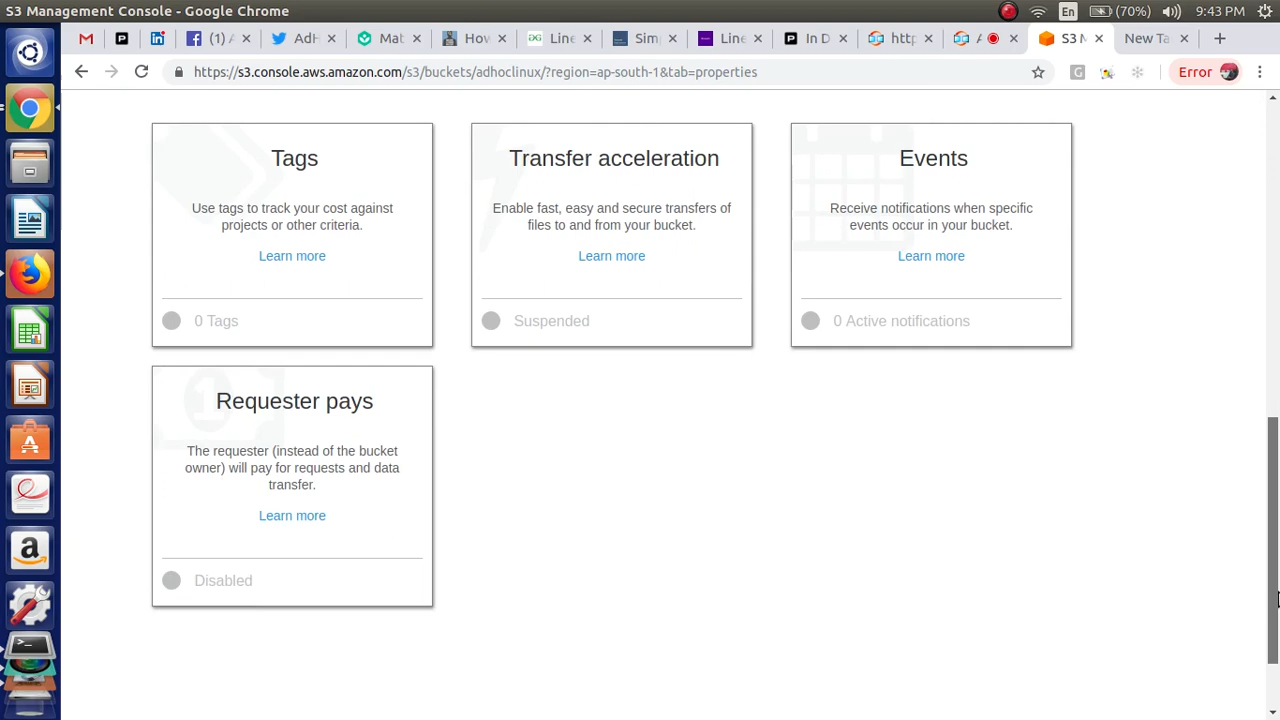 S3 Management Console - Google Chrome
En
(70%)
9:43 PM
(1) A
AdH
Mat
How
Line
Sim
Line
In D
http
A
S3 M
New Ta
https://s3.console.aws.amazon.com/s3/buckets/adhoclinux/?region=ap-south-1&tab=properties
Error
Tags
Use tags to track your cost against
projects or other criteria.
Learn more
0 Tags
Transfer acceleration
Enable fast, easy and secure transfers of
files to and from your bucket.
Learn more
Suspended
Events
Receive notifications when specific
events occur in your bucket.
Learn more
0 Active notifications
Requester pays
The requester (instead of the bucket
owner) will pay for requests and data
transfer.
Learn more
Disabled